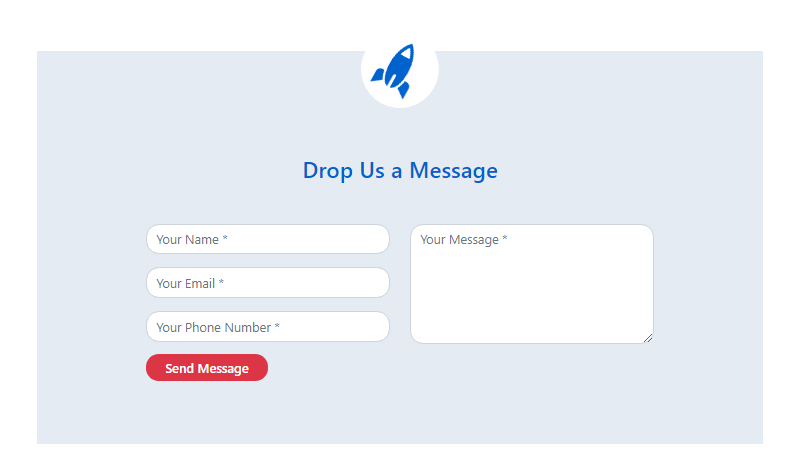 Drop Us a Message
Your Name *
Your Email *
Your Phone Number *
Your Message *
Send Message